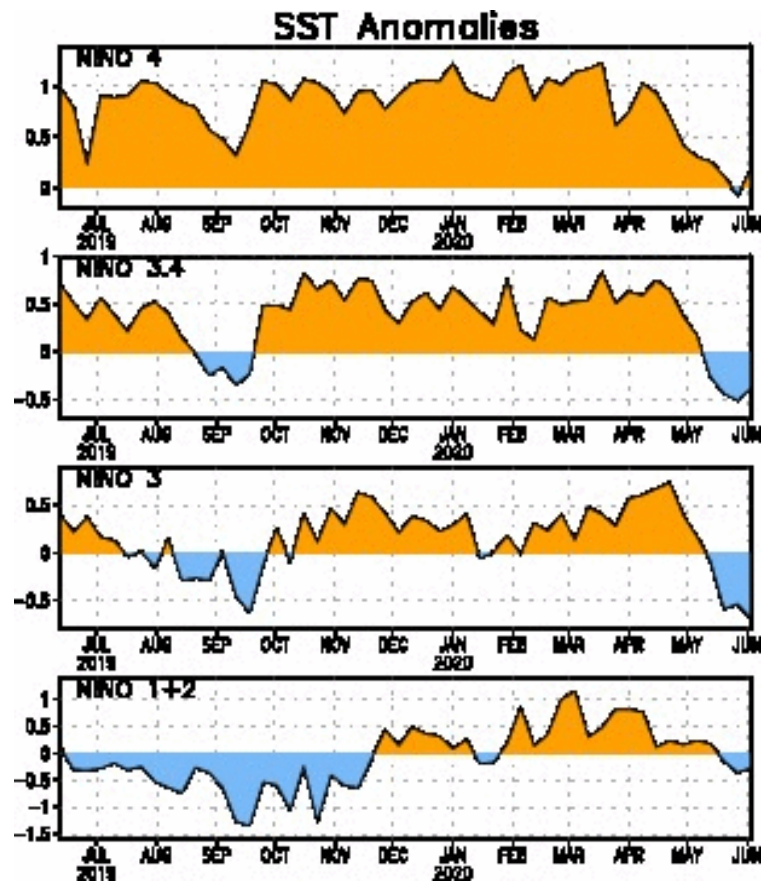 SST Anomalies
NINO 4
1
0.5
0
JUL AUG SEP OCT NOV DEC JAN FEB MAR APR MAY JUN
2019 2020
NINO 3.4
1
0.5
0
-0.5
JUL AUG SEP OCT NOV DEC JAN FEB MAR APR MAY JUN
2019 2020
NINO 3
0.5
0
-0.5
JUL AUG SEP OCT NOV DEC JAN FEB MAR APR MAY JUN
2019 2020
NINO 1+2
1
0.5
0
-0.5
-1
-1.5
JUL AUG SEP OCT NOV DEC JAN FEB MAR APR MAY JUN
2019 2020